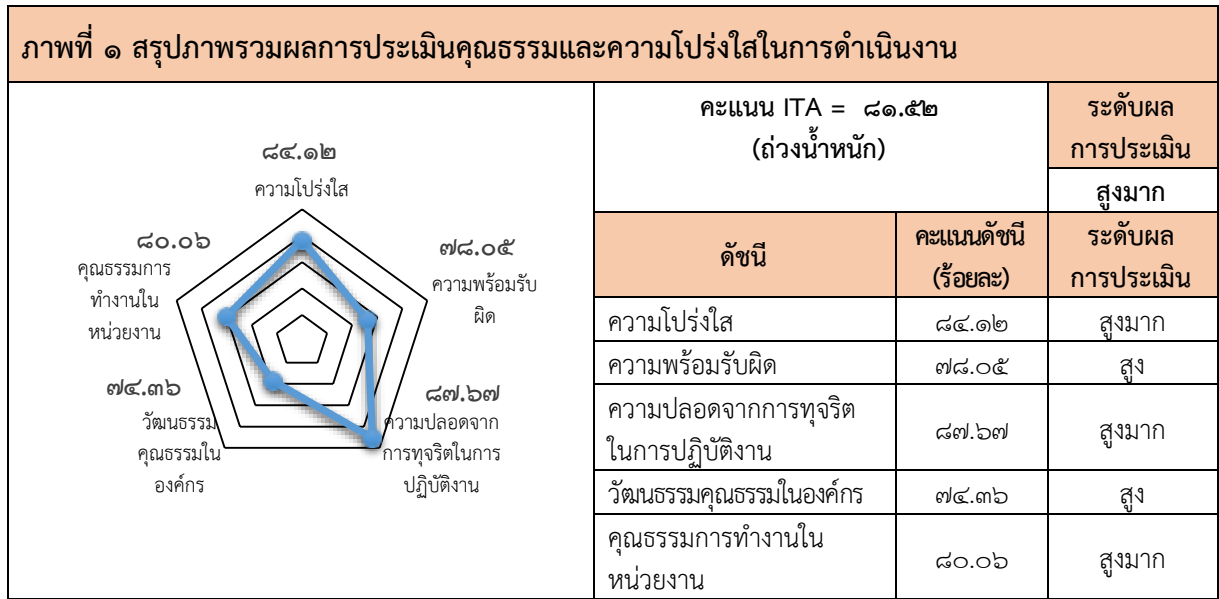 ภาพที่ ๑ สรุปภาพรวมผลการประเมินคุณธรรมและความโปร่งใสในการดำเนินงาน
๘๔.๑๒
ความโปร่งใส
๗๘.๐๕
ความพร้อมรับ
ผิด
๘๗.๖๗
ความปลอดจาก
การทุจริตในการ
ปฏิบัติงาน
๗๔.๓๖
วัฒนธรรม
คุณธรรมใน
องค์กร
๘๐.๐๖
คุณธรรมการ
ทำงานใน
หน่วยงาน
คะแนน ITA = ๘๑.๕๒
(ถ่วงน้ำหนัก)
ระดับผล
การประเมิน
สูงมาก
ดัชนี
คะแนนดัชนี
(ร้อยละ)
ระดับผล
การประเมิน
ความโปร่งใส
๘๔.๑๒
สูงมาก
ความพร้อมรับผิด
๗๘.๐๕
สูง
ความปลอดจากการทุจริต
ในการปฏิบัติงาน
๘๗.๖๗
สูงมาก
วัฒนธรรมคุณธรรมในองค์กร
๗๔.๓๖
สูง
คุณธรรมการทำงานใน
หน่วยงาน
๘๐.๐๖
สูงมาก